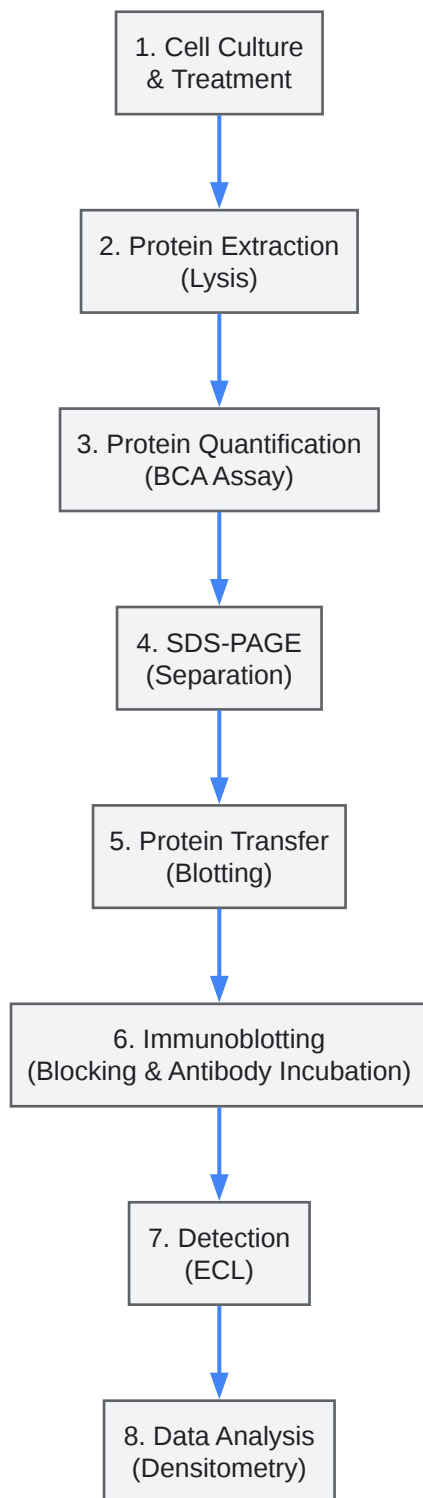 1. Cell Culture
& Treatment
2. Protein Extraction
(Lysis)
3. Protein Quantification
(BCA Assay)
4. SDS-PAGE
(Separation)
5. Protein Transfer
(Blotting)
6. Immunoblotting
(Blocking & Antibody Incubation)
7. Detection
(ECL)
8. Data Analysis
(Densitometry)